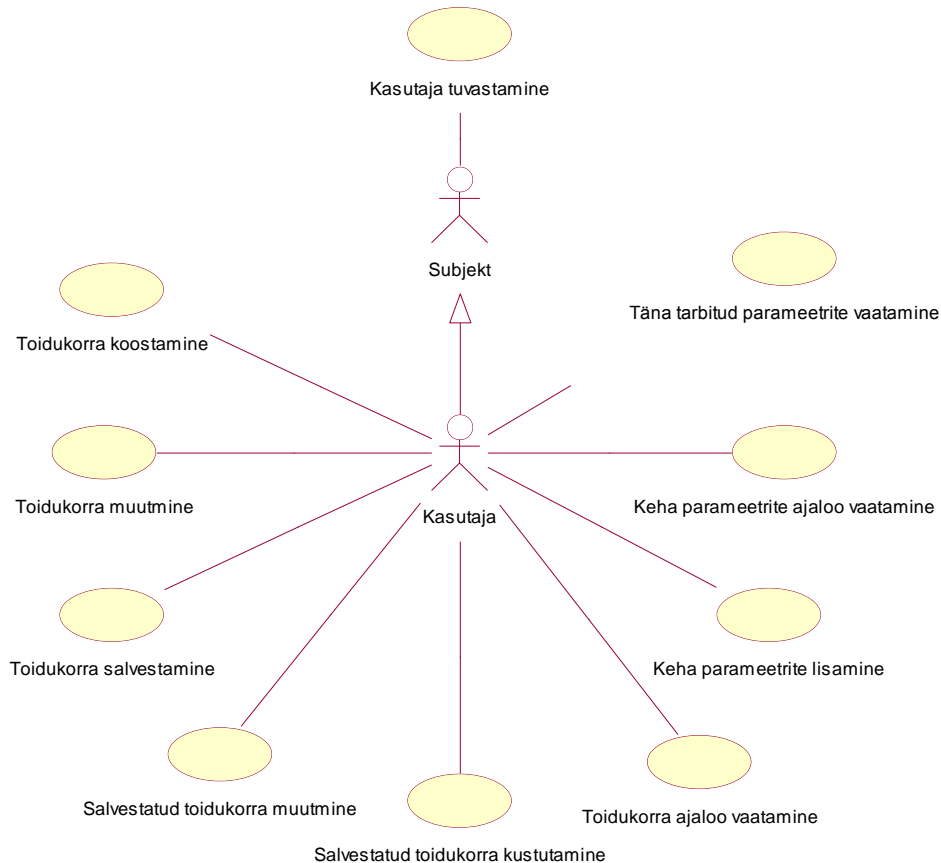 Kasutaja tuvastamine
Subjekt
Täna tarbitud parameetrite vaatamine
Toidukorra koostamine
Toidukorra muutmine
Keha parameetrite ajaloo vaatamine
Kasutaja
Toidukorra salvestamine
Keha parameetrite lisamine
Salvestatud toidukorra muutmine
Toidukorra ajaloo vaatamine
Salvestatud toidukorra kustutamine